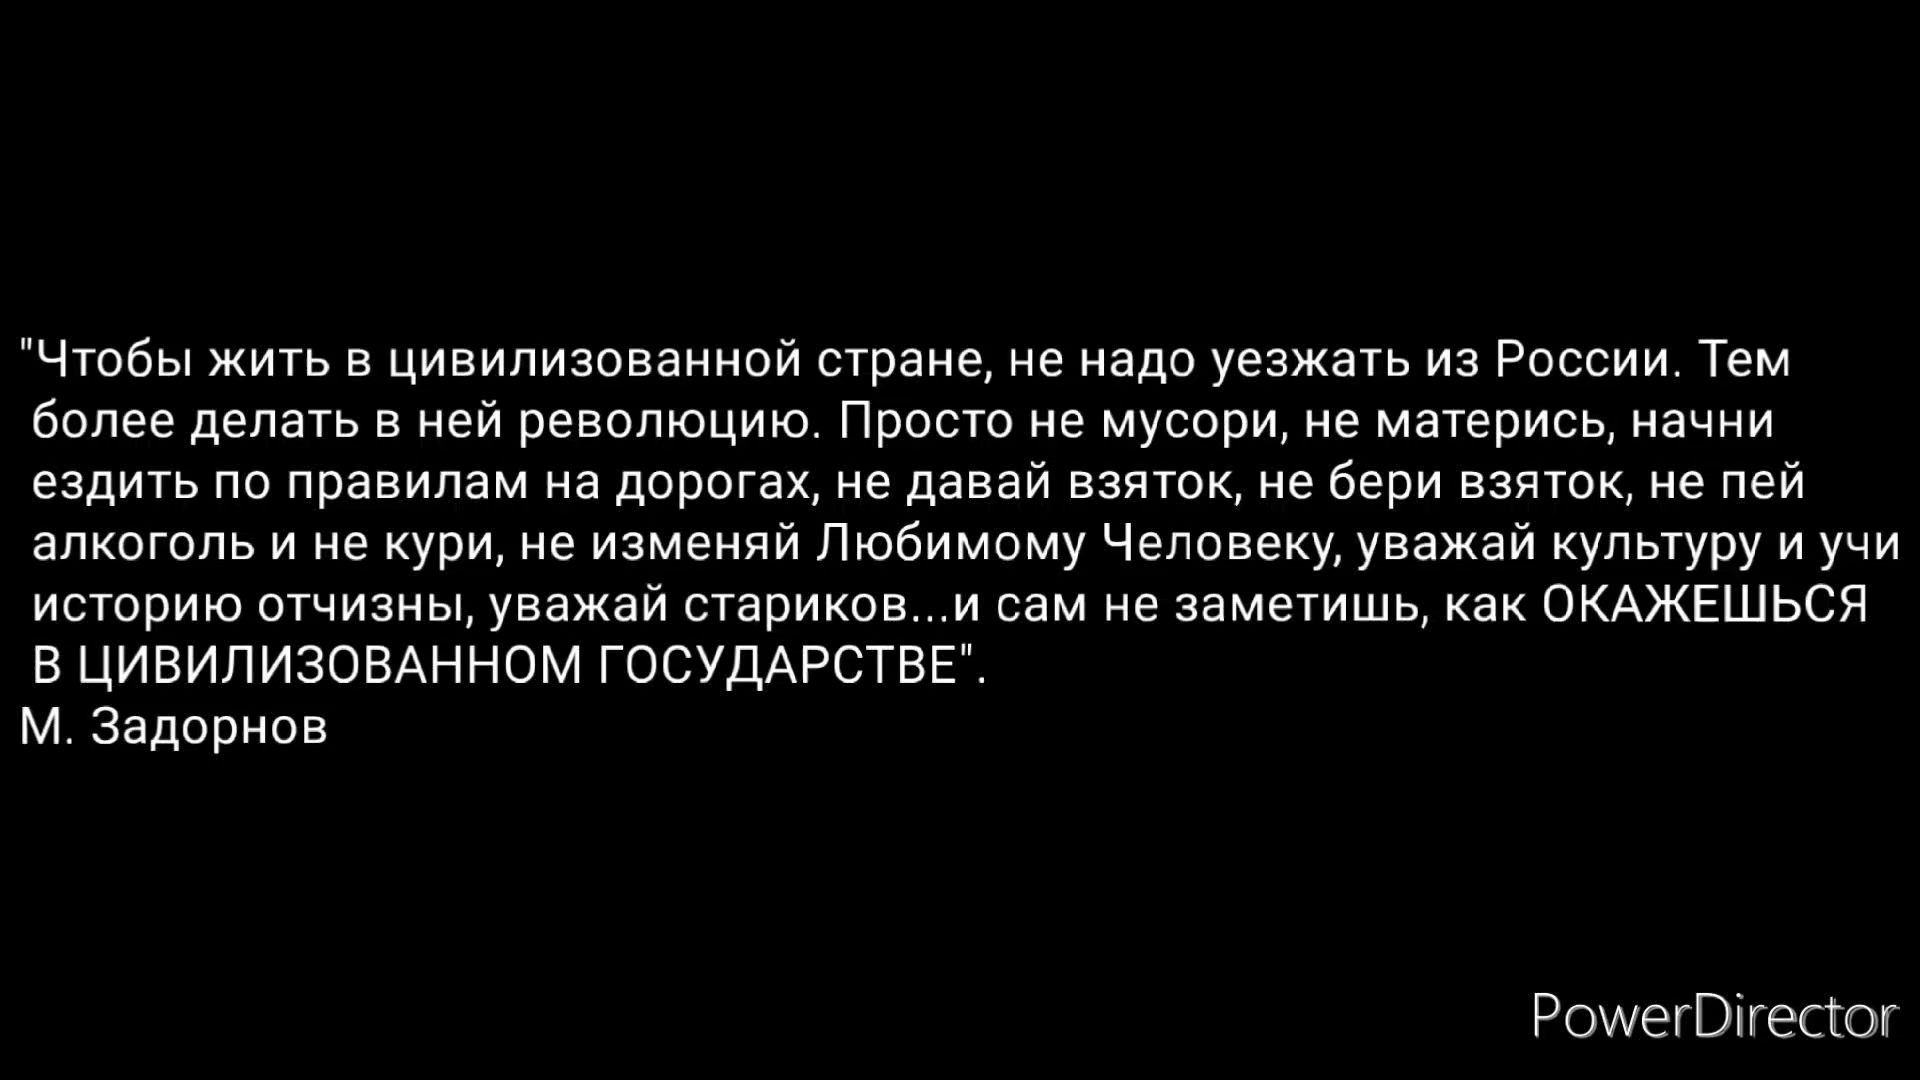 "Чтобы жить в цивилизованной стране, не надо уезжать из России. Тем
более делать в ней революцию. Просто не мусори, не матерись, начни
ездить по правилам на дорогах, не давай взяток, не бери взяток, не пей
алкоголь и не кури, не изменяй Любимому Человеку, уважай культуру и учи
историю отчизны, уважай стариков...и сам не заметишь, как ОКАЖЕШЬСЯ
В ЦИВИЛИЗОВАННОМ ГОСУДАРСТВЕ".
М. Задорнов
PowerDirector